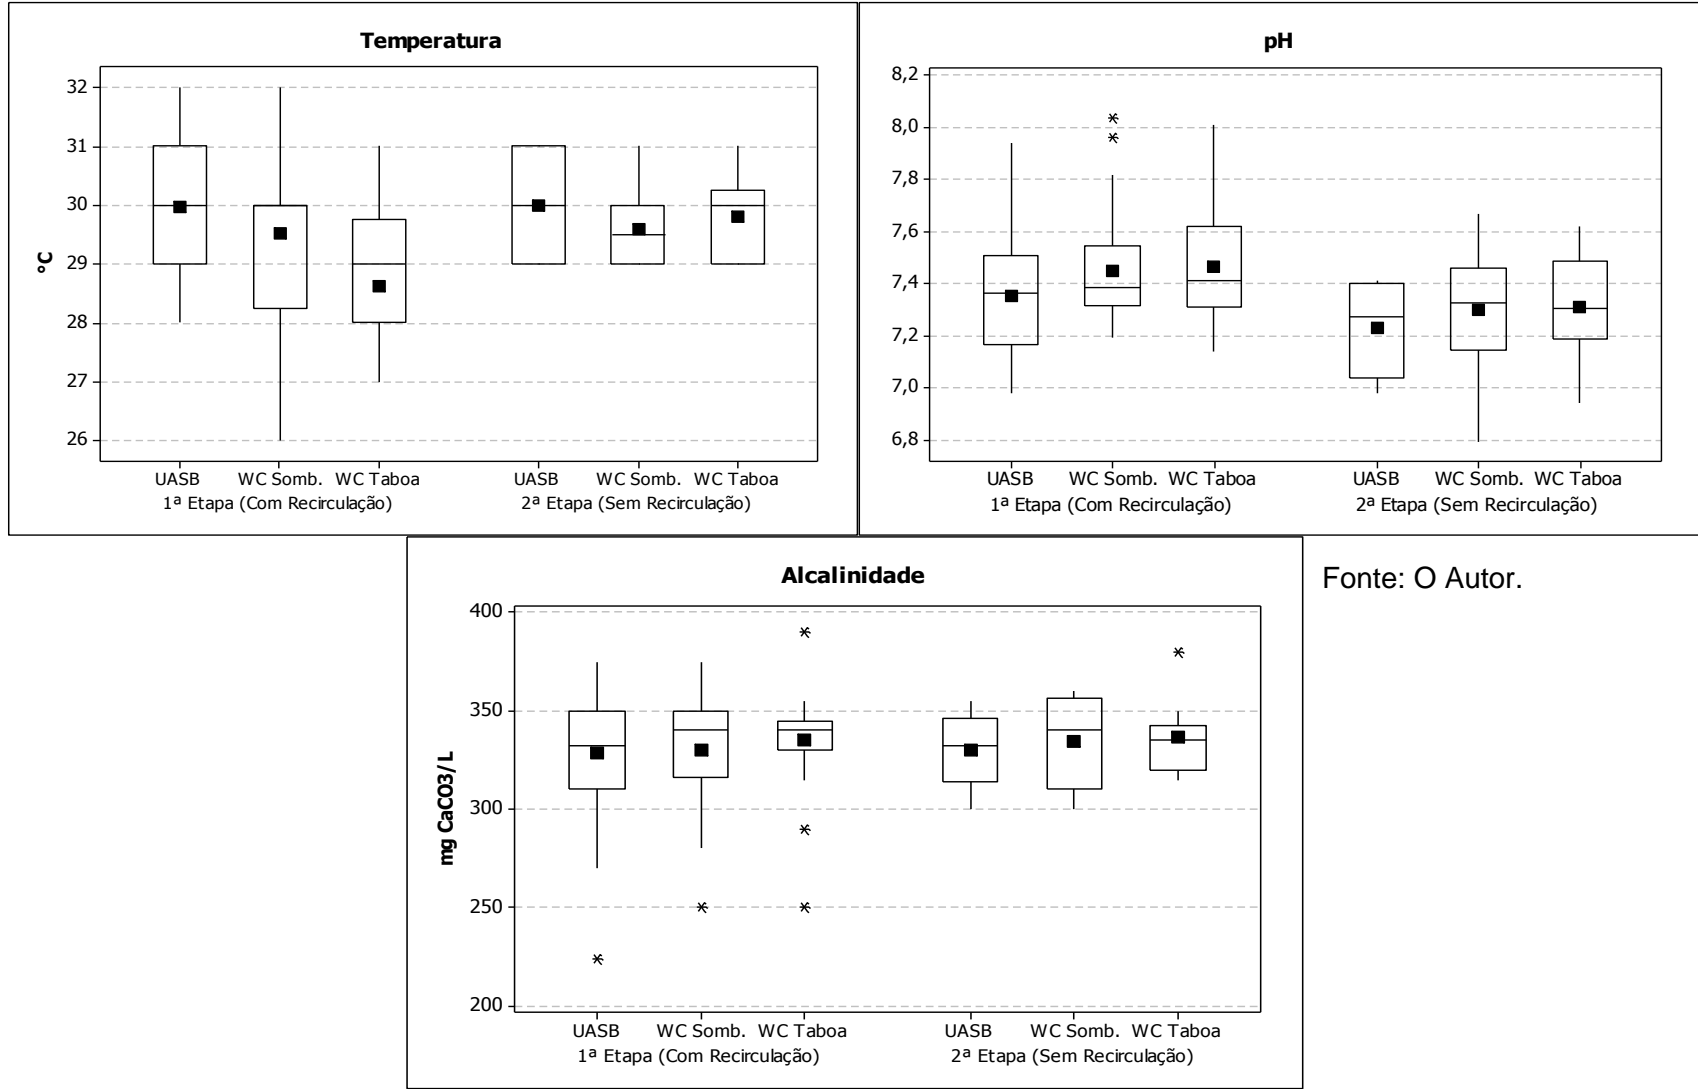 Temperatura
32
31
30
29
28
27
26
°C
UASB WC Somb. WC Taboa UASB WC Somb. WC Taboa
1ª Etapa (Com Recirculação) 2ª Etapa (Sem Recirculação)
pH
8,2
8,0
7,8
7,6
7,4
7,2
7,0
6,8
UASB WC Somb. WC Taboa UASB WC Somb. WC Taboa
1ª Etapa (Com Recirculação) 2ª Etapa (Sem Recirculação)
Alcalinidade
400
350
300
250
200
mg CaCO3/L
UASB WC Somb. WC Taboa UASB WC Somb. WC Taboa
1ª Etapa (Com Recirculação) 2ª Etapa (Sem Recirculação)
Fonte: O Autor.